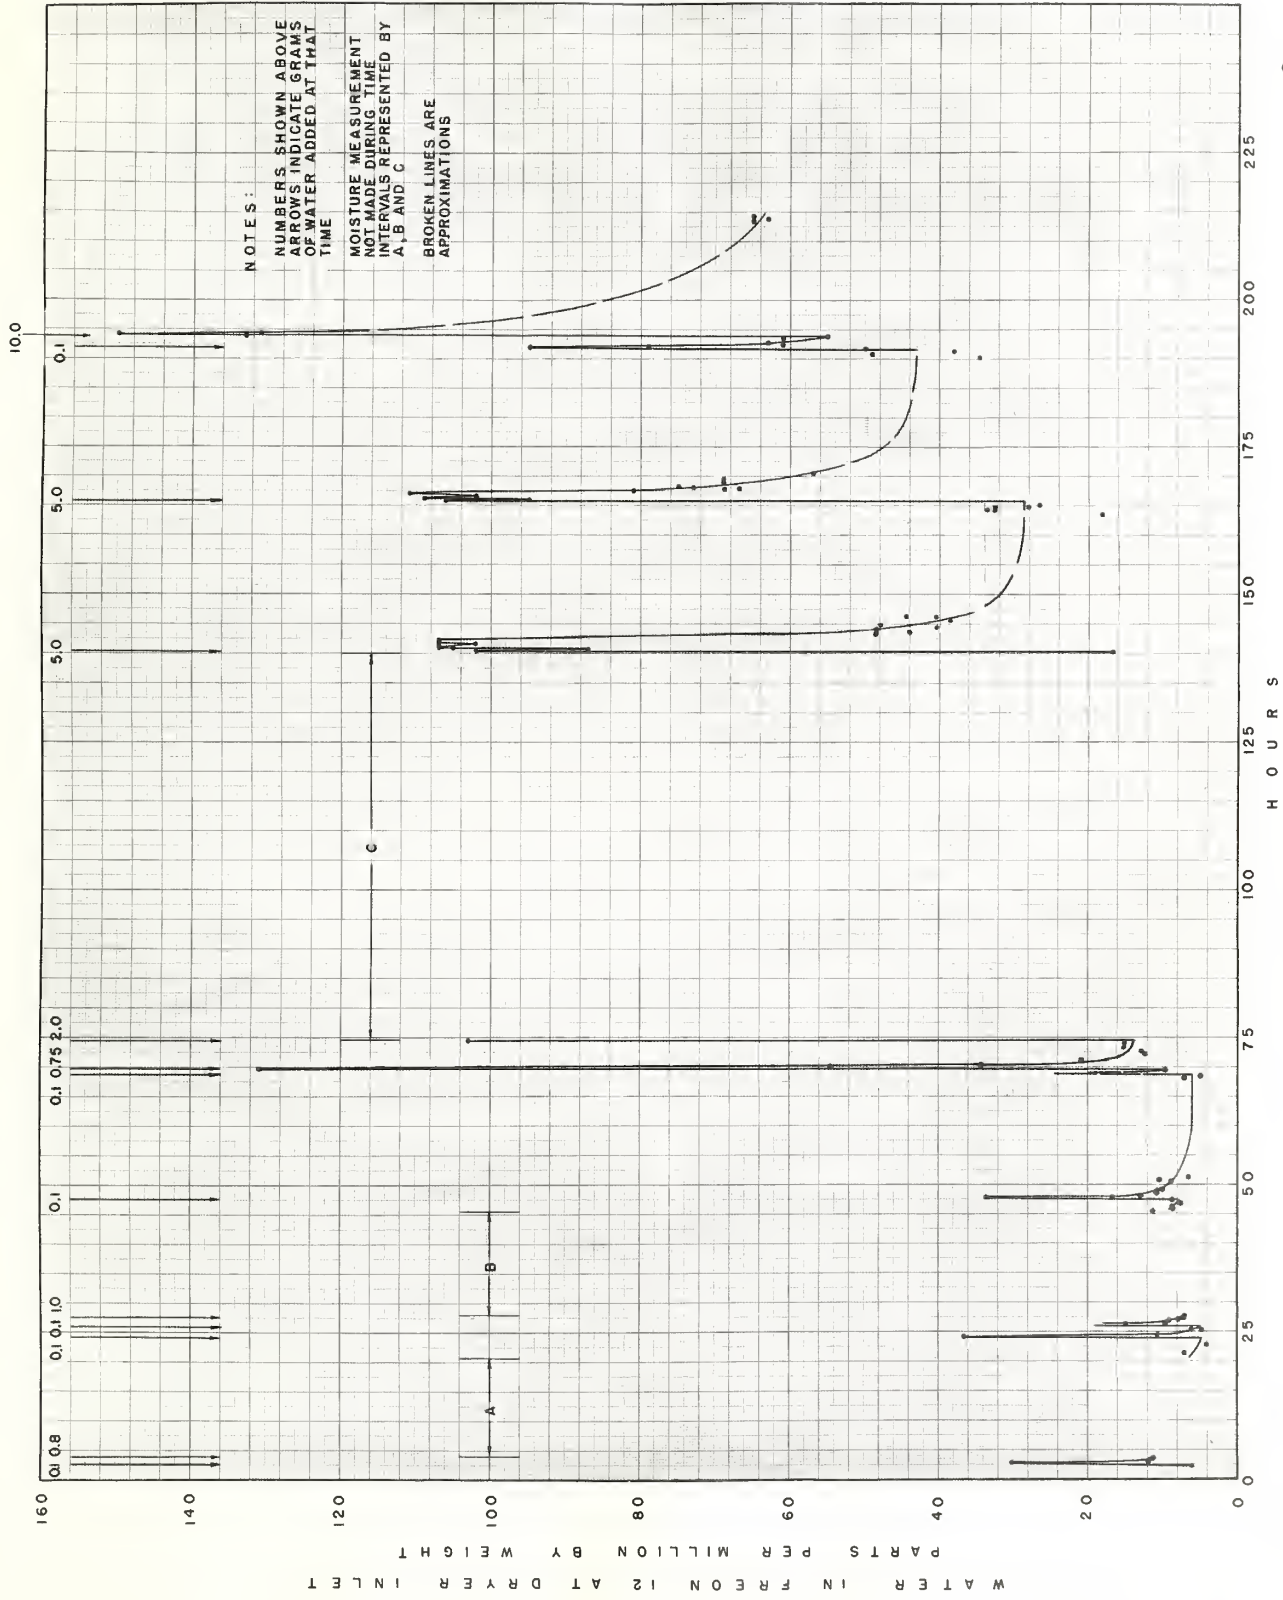 0.1 0.8
0.1 0.1 1.0
0.1
0.1 0.75 2.0
5.0
5.0
0.1
10.0
NOTES:
NUMBERS SHOWN ABOVE
ARROWS INDICATE GRAMS
OF WATER ADDED AT THAT
TIME
MOISTURE MEASUREMENT
NOT MADE DURING TIME
INTERVALS REPRESENTED BY
A, B AND C
BROKEN LINES ARE
APPROXIMATIONS
A
B
C
160
140
120
100
80
60
40
20
0
WATER IN FREON 12 AT DRYER INLET
PARTS PER MILLION BY WEIGHT
0 25 50 75 100 125 150 175 200 225
HOURS